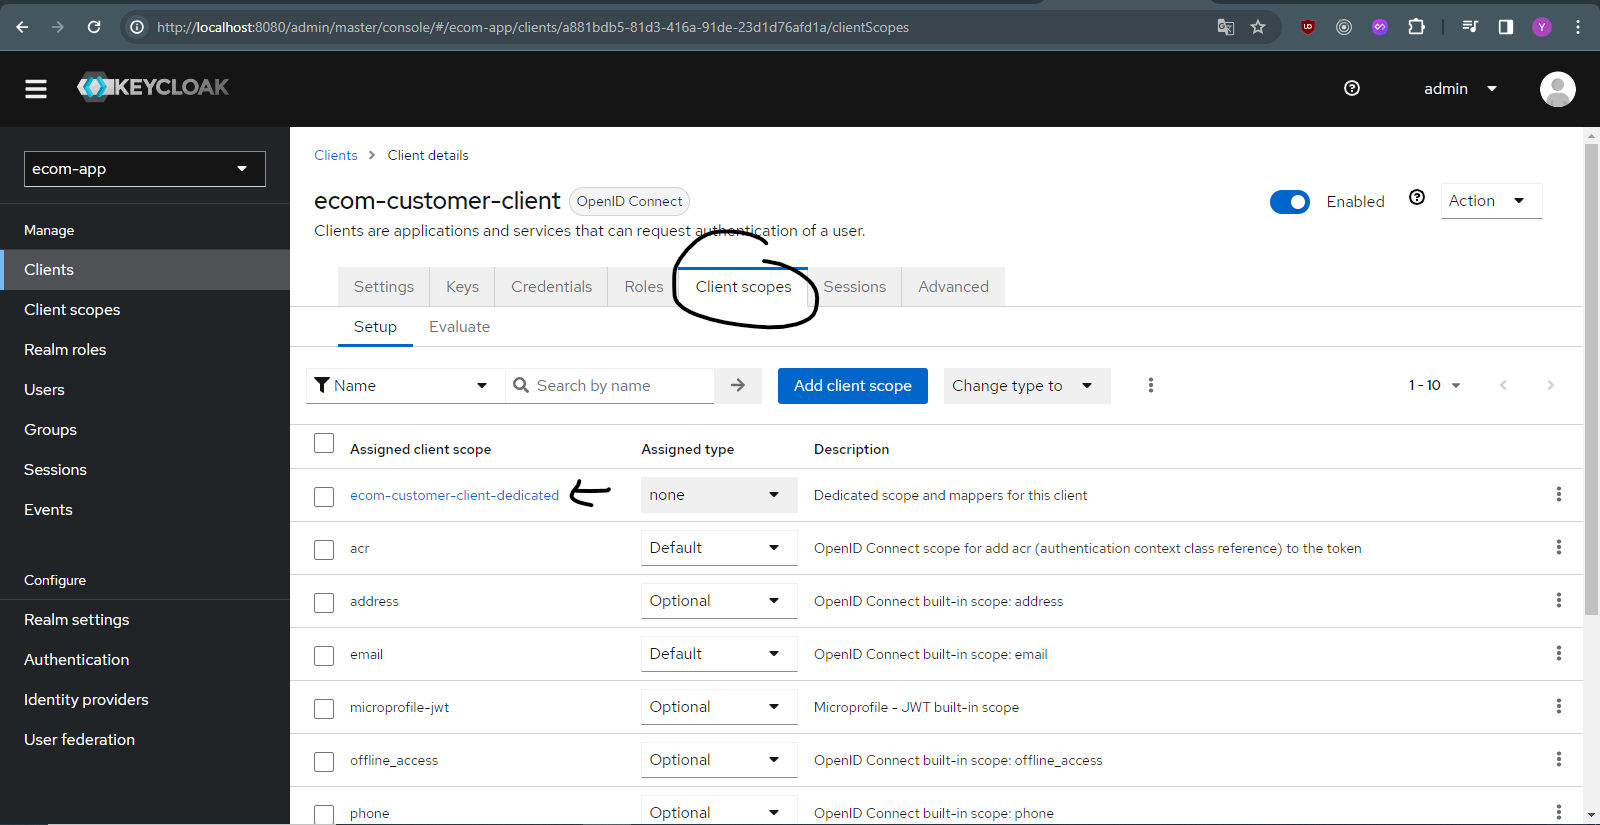 http://localhost:8080/admin/master/console/#/ecom-app/clients/a881bdb5-81d3-416a-91de-23d1d76afd1a/clientScopes
Y
KEYCLOAK
admin
ecom-app
Manage
Clients
Client scopes
Realm roles
Users
Groups
Sessions
Events
Configure
Realm settings
Authentication
Identity providers
User federation
Clients > Client details
ecom-customer-client OpenID Connect
Enabled
Action
Clients are applications and services that can request authentication of a user.
Settings Keys Credentials Roles Client scopes Sessions Advanced
Setup Evaluate
Name Search by name Add client scope Change type to 1 - 10
Assigned client scope Assigned type Description
ecom-customer-client-dedicated none Dedicated scope and mappers for this client
acr Default OpenID Connect scope for add acr (authentication context class reference) to the token
address Optional OpenID Connect built-in scope: address
email Default OpenID Connect built-in scope: email
microprofile-jwt Optional Microprofile - JWT built-in scope
offline_access Optional OpenID Connect built-in scope: offline_access
phone Optional OpenID Connect built-in scope: phone